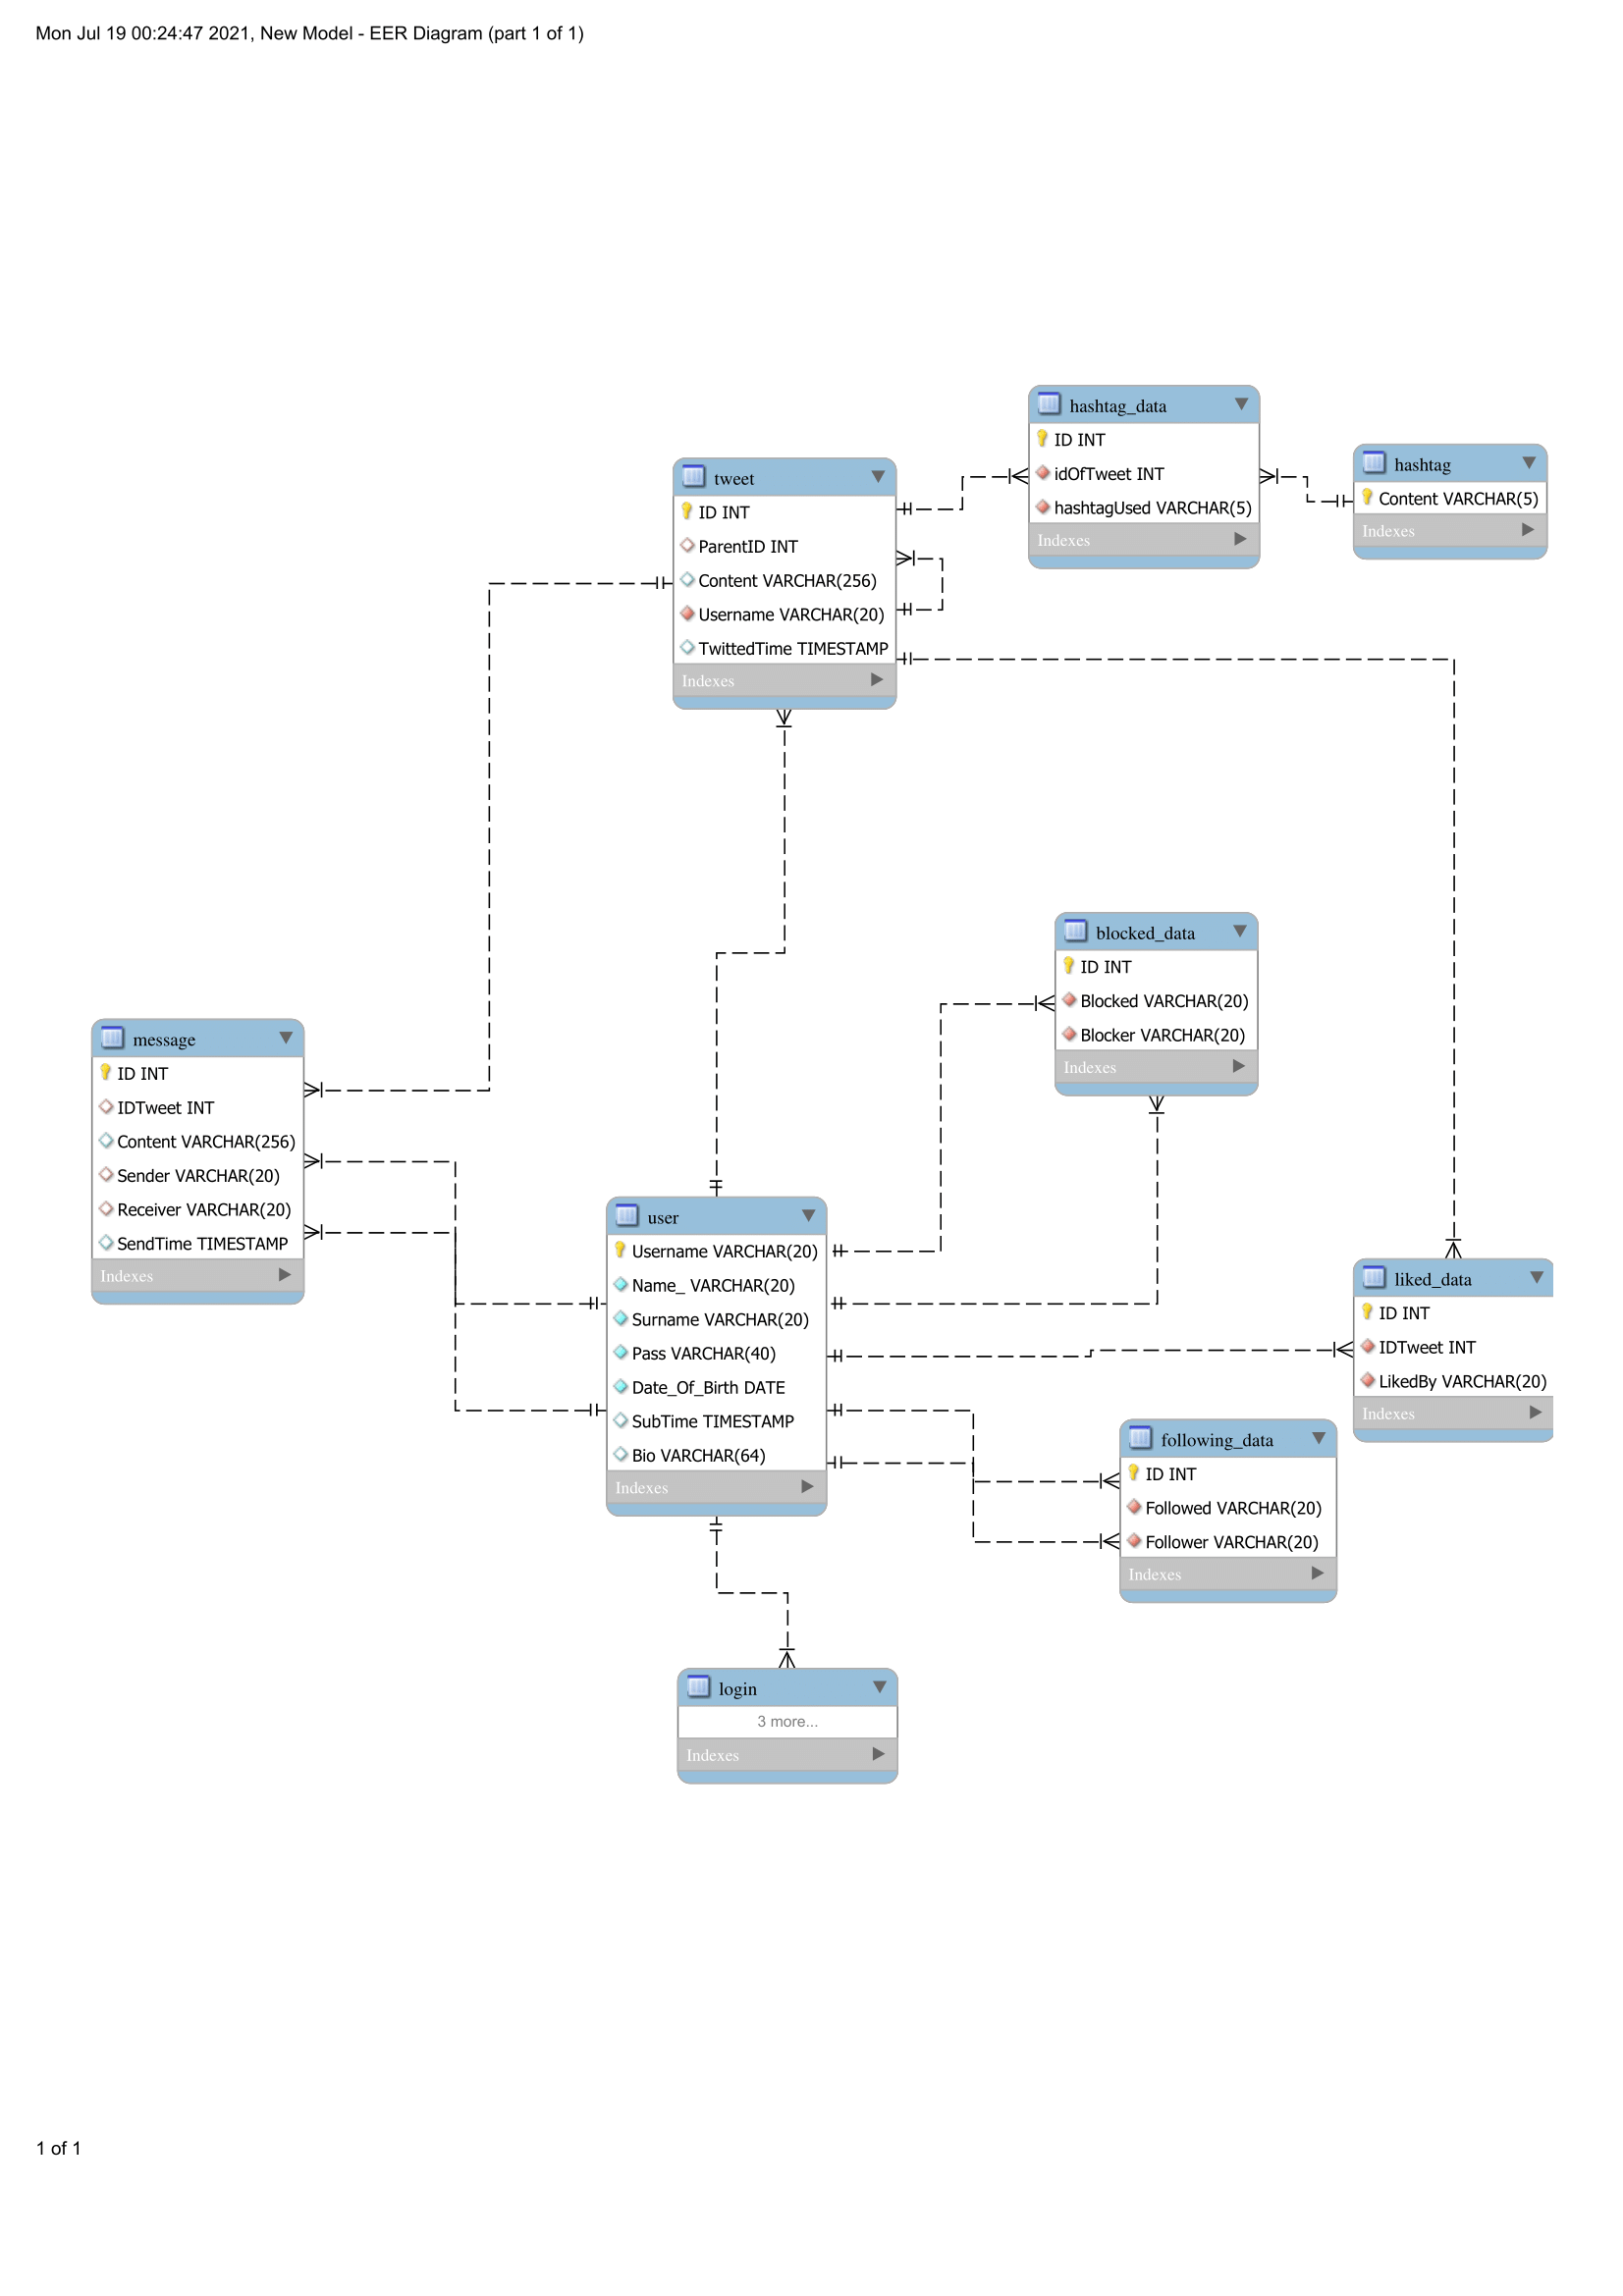 Mon Jul 19 00:24:47 2021, New Model - EER Diagram (part 1 of 1)
hashtag_data
ID INT
idOfTweet INT
hashtagUsed VARCHAR(5)
Indexes
hashtag
Content VARCHAR(5)
Indexes
tweet
ID INT
ParentID INT
Content VARCHAR(256)
Username VARCHAR(20)
TwittedTime TIMESTAMP
Indexes
blocked_data
ID INT
Blocked VARCHAR(20)
Blocker VARCHAR(20)
Indexes
message
ID INT
IDTweet INT
Content VARCHAR(256)
Sender VARCHAR(20)
Receiver VARCHAR(20)
SendTime TIMESTAMP
Indexes
user
Username VARCHAR(20)
Name_ VARCHAR(20)
Surname VARCHAR(20)
Pass VARCHAR(40)
Date_Of_Birth DATE
SubTime TIMESTAMP
Bio VARCHAR(64)
Indexes
liked_data
ID INT
IDTweet INT
LikedBy VARCHAR(20)
Indexes
following_data
ID INT
Followed VARCHAR(20)
Follower VARCHAR(20)
Indexes
login
3 more...
Indexes
1 of 1